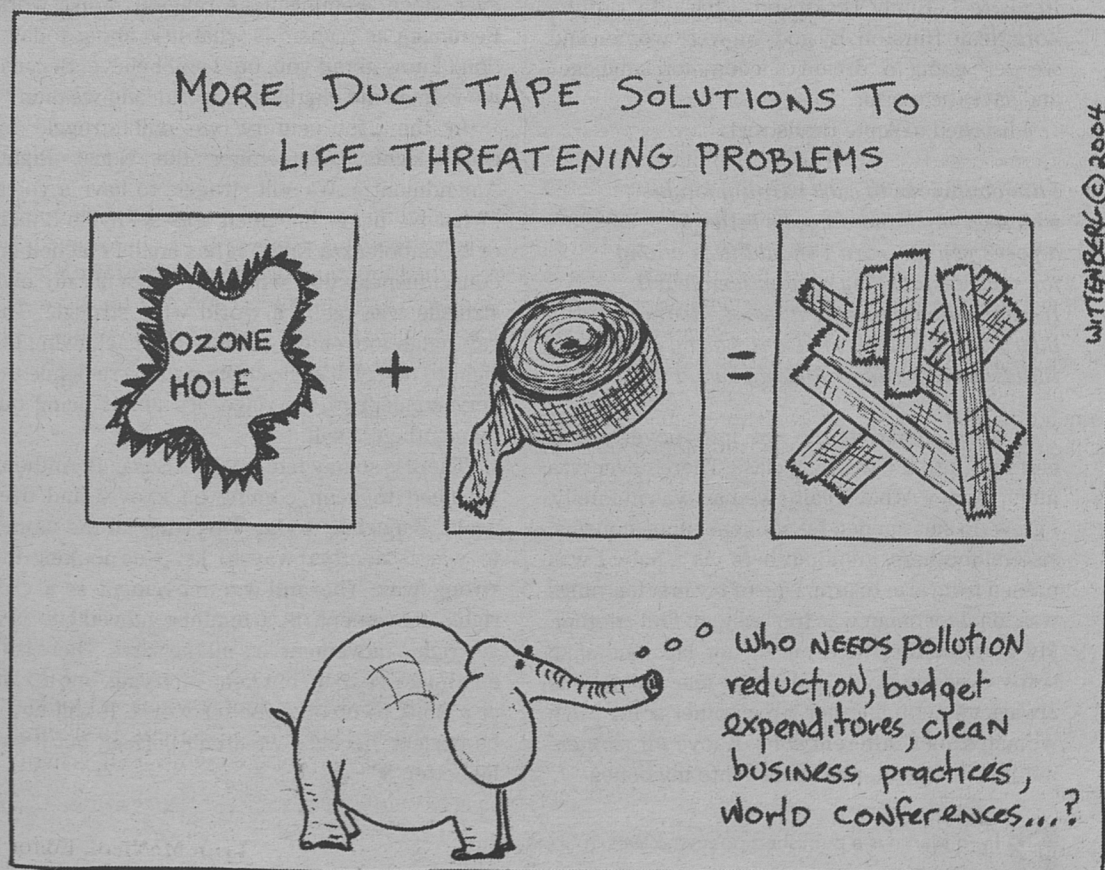 MORE DUCT TAPE SOLUTIONS TO
LIFE THREATENING PROBLEMS
OZONE
HOLE
+
=
WHO NEEDS POLLUTION
REDUCTION, BUDGET
EXPENDITURES, CLEAN
BUSINESS PRACTICES,
WORLD CONFERENCES...?
WITTENBERG © 2004